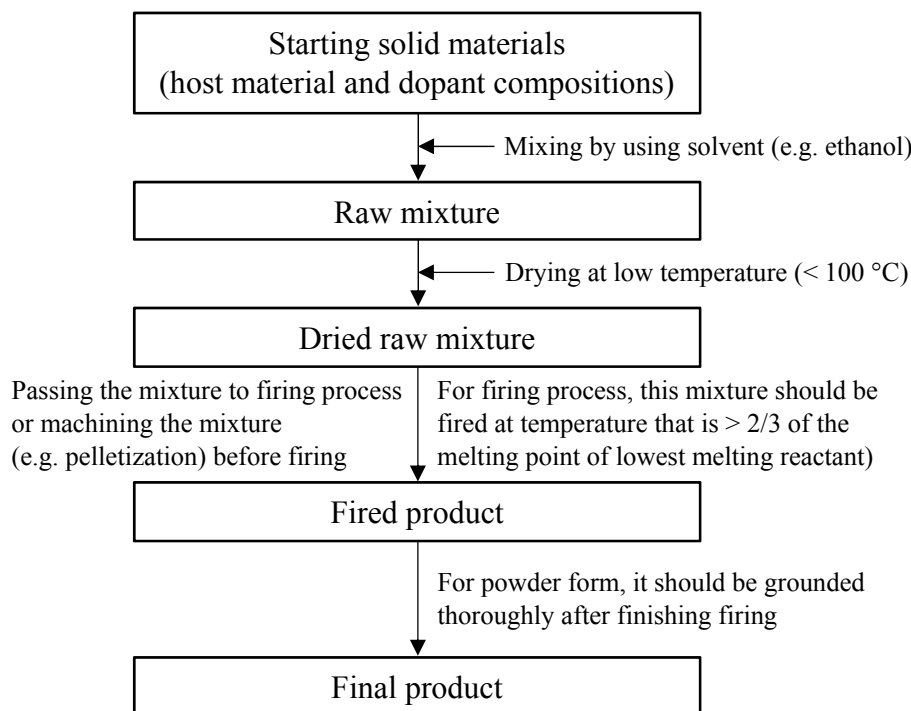 Starting solid materials
(host material and dopant compositions)
Mixing by using solvent (e.g. ethanol)
Raw mixture
Drying at low temperature (< 100 °C)
Dried raw mixture
Passing the mixture to firing process
or machining the mixture
(e.g. pelletization) before firing
For firing process, this mixture should be
fired at temperature that is > 2/3 of the
melting point of lowest melting reactant)
Fired product
For powder form, it should be grounded
thoroughly after finishing firing
Final product